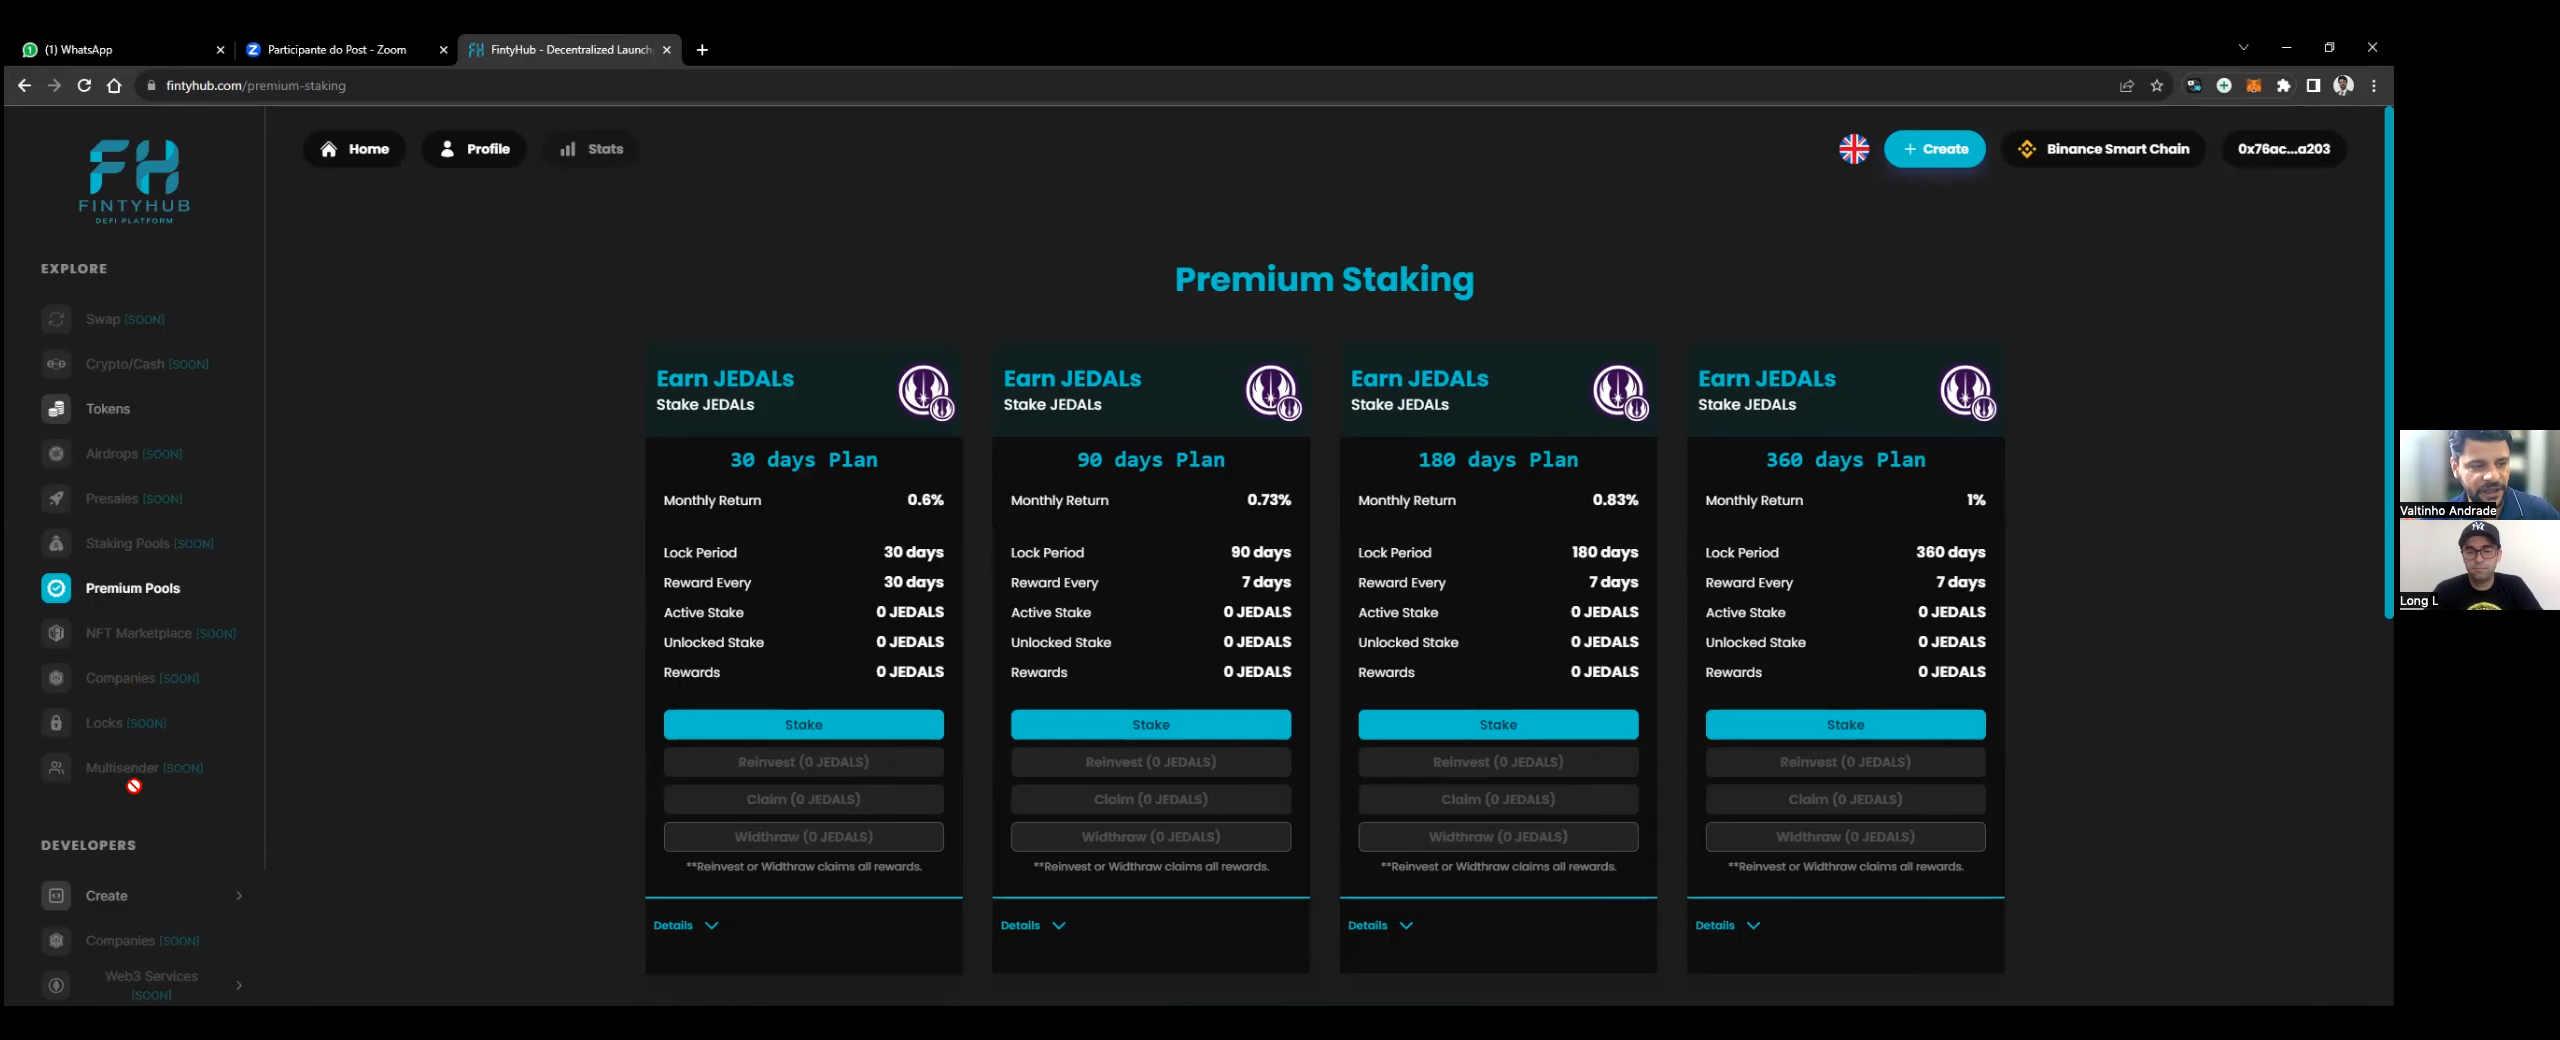 (1) WhatsApp
Participante do Post - Zoom
FintyHub - Decentralized Launch
fintyhub.com/premium-staking
FINTYHUB
DEFI PLATFORM
Home
Profile
Stats
+ Create
Binance Smart Chain
0x76ac...a203
EXPLORE
Swap [SOON]
Crypto/Cash [SOON]
Tokens
Airdrops [SOON]
Presales [SOON]
Staking Pools [SOON]
Premium Pools
NFT Marketplace [SOON]
Companies [SOON]
Locks [SOON]
Multisender [SOON]
DEVELOPERS
Create
Companies [SOON]
Web3 Services
[SOON]
Premium Staking
Earn JEDALs
Stake JEDALs
30 days Plan
Monthly Return 0.6%
Lock Period 30 days
Reward Every 30 days
Active Stake 0 JEDALS
Unlocked Stake 0 JEDALS
Rewards 0 JEDALS
Stake
Reinvest (0 JEDALS)
Claim (0 JEDALS)
Widthraw (0 JEDALS)
**Reinvest or Widthraw claims all rewards.
Details
Earn JEDALs
Stake JEDALs
90 days Plan
Monthly Return 0.73%
Lock Period 90 days
Reward Every 7 days
Active Stake 0 JEDALS
Unlocked Stake 0 JEDALS
Rewards 0 JEDALS
Stake
Reinvest (0 JEDALS)
Claim (0 JEDALS)
Widthraw (0 JEDALS)
**Reinvest or Widthraw claims all rewards.
Details
Earn JEDALs
Stake JEDALs
180 days Plan
Monthly Return 0.83%
Lock Period 180 days
Reward Every 7 days
Active Stake 0 JEDALS
Unlocked Stake 0 JEDALS
Rewards 0 JEDALS
Stake
Reinvest (0 JEDALS)
Claim (0 JEDALS)
Widthraw (0 JEDALS)
**Reinvest or Widthraw claims all rewards.
Details
Earn JEDALs
Stake JEDALs
360 days Plan
Monthly Return 1%
Lock Period 360 days
Reward Every 7 days
Active Stake 0 JEDALS
Unlocked Stake 0 JEDALS
Rewards 0 JEDALS
Stake
Reinvest (0 JEDALS)
Claim (0 JEDALS)
Widthraw (0 JEDALS)
**Reinvest or Widthraw claims all rewards.
Details
Valtinho Andrade
Long L